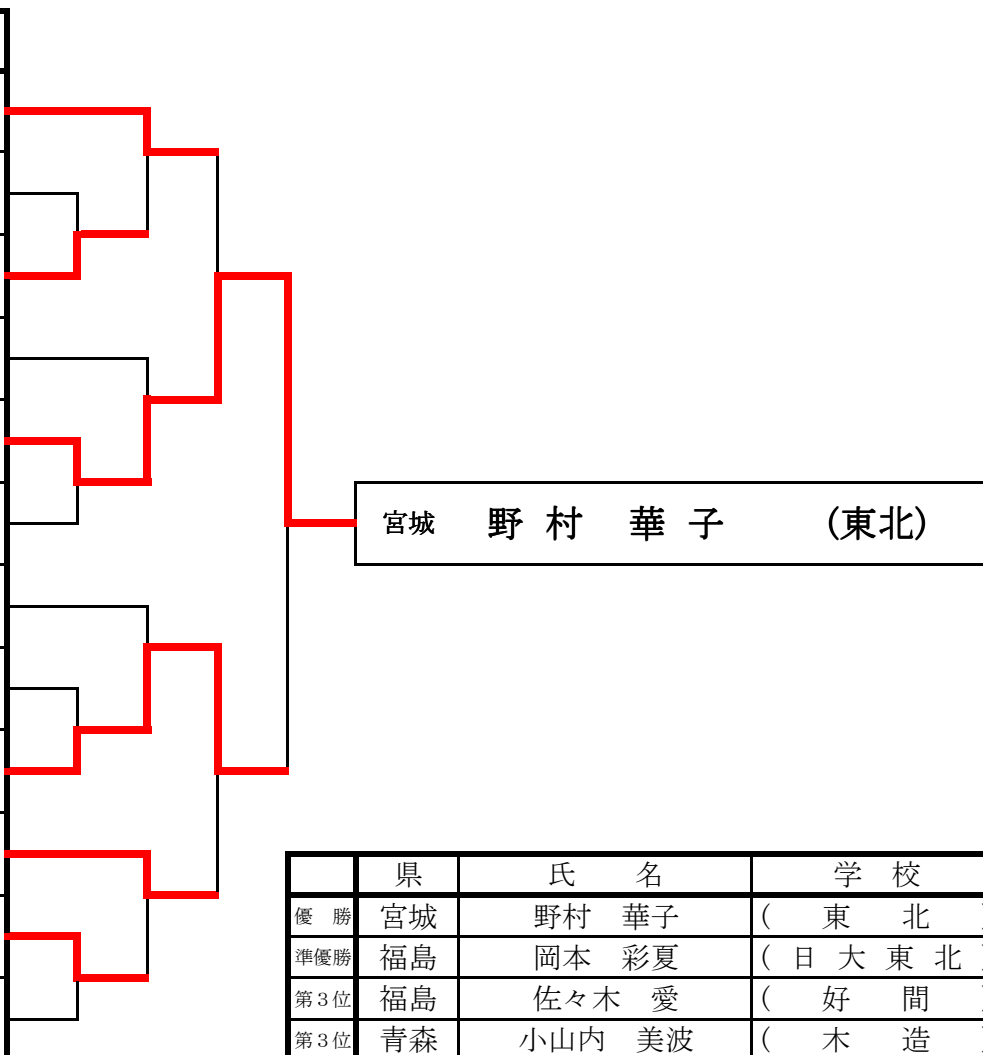 宮城 野村 華子 (東北)
県 氏 名 学 校
優 勝 宮城 野村 華子 ( 東 北 )
準優勝 福島 岡本 彩夏 ( 日 大 東 北 )
第3位 福島 佐々木 愛 ( 好 間 )
第3位 青森 小山内 美波 ( 木 造 )